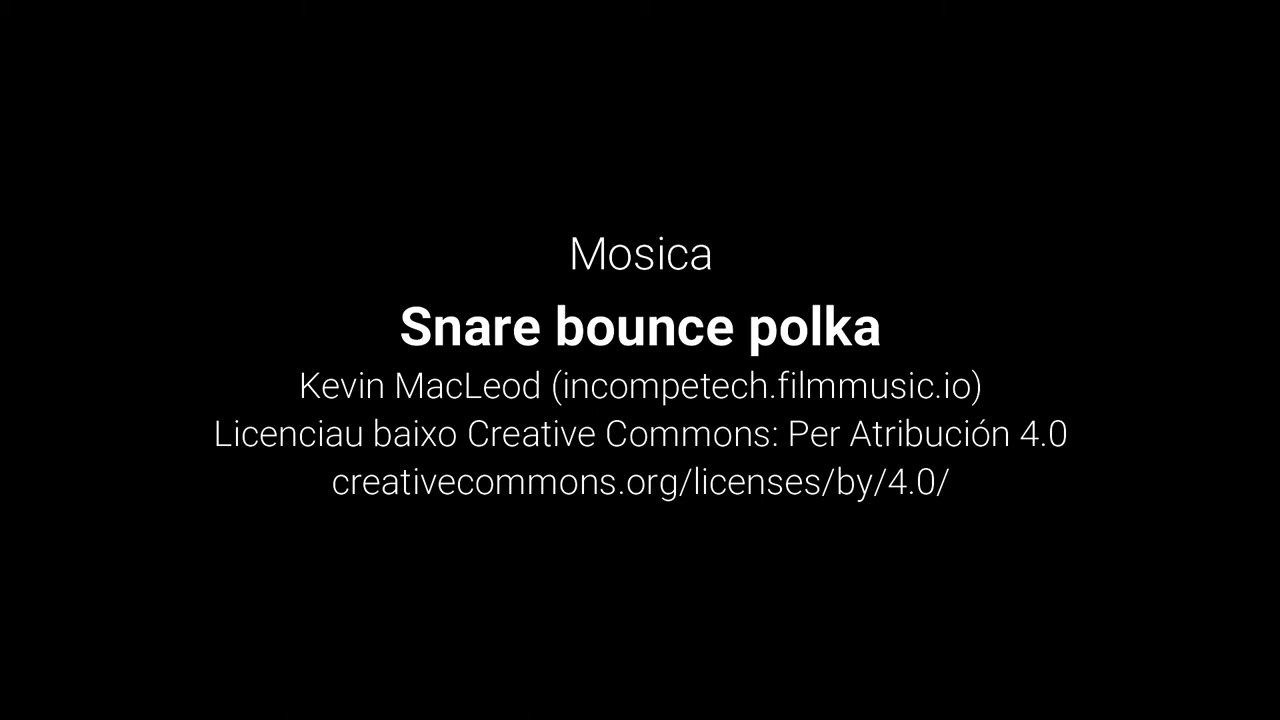 Mosica
Snare bounce polka
Kevin MacLeod (incompetech.filmmusic.io)
Licenciau baixo Creative Commons: Per Atribución 4.0
creativecommons.org/licenses/by/4.0/